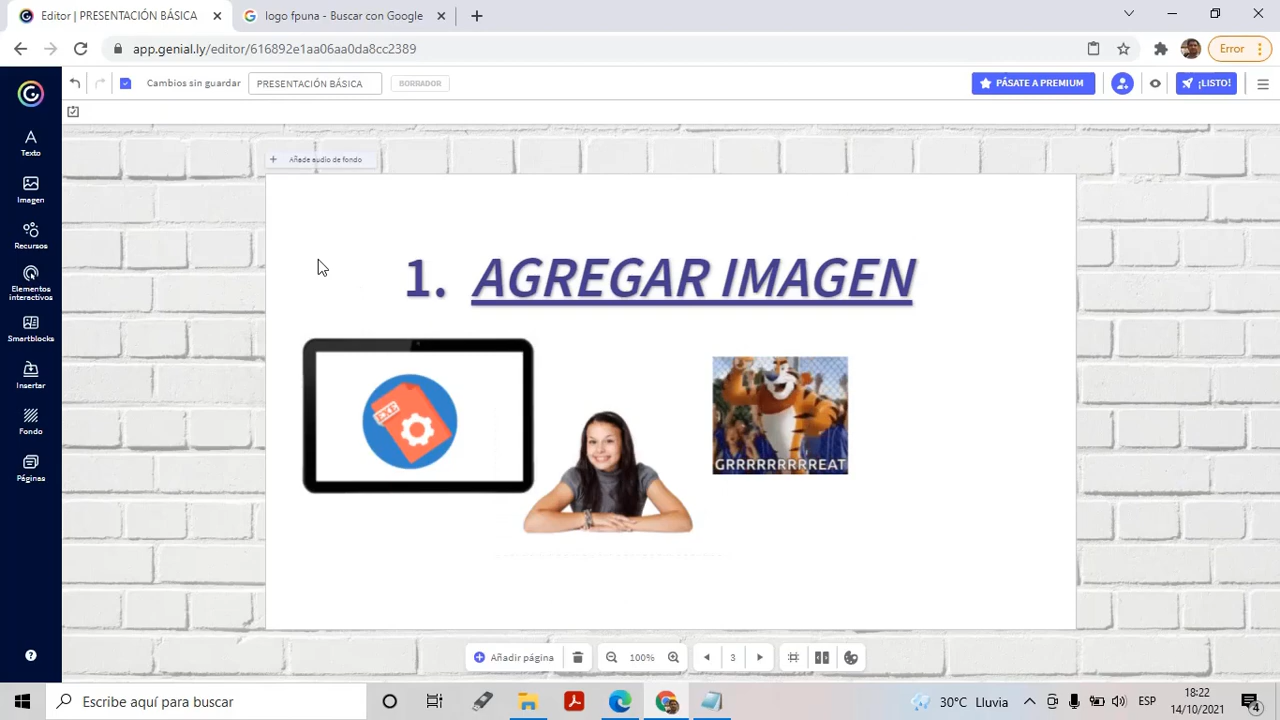 Editor | PRESENTACIÓN BÁSICA
logo fpuna - Buscar con Google
app.genial.ly/editor/616892e1aa06aa0da8cc2389
Error
Cambios sin guardar
PRESENTACIÓN BÁSICA
BORRADOR
PÁSATE A PREMIUM
¡LISTO!
Texto
Imagen
Recursos
Elementos
interactivos
Smartblocks
Insertar
Fondo
Páginas
Añade audio de fondo
1. AGREGAR IMAGEN
EXE
GRRRRRRRRREAT
Añadir página
100%
3
Escribe aquí para buscar
30°C Lluvia
ESP
18:22
14/10/2021
4